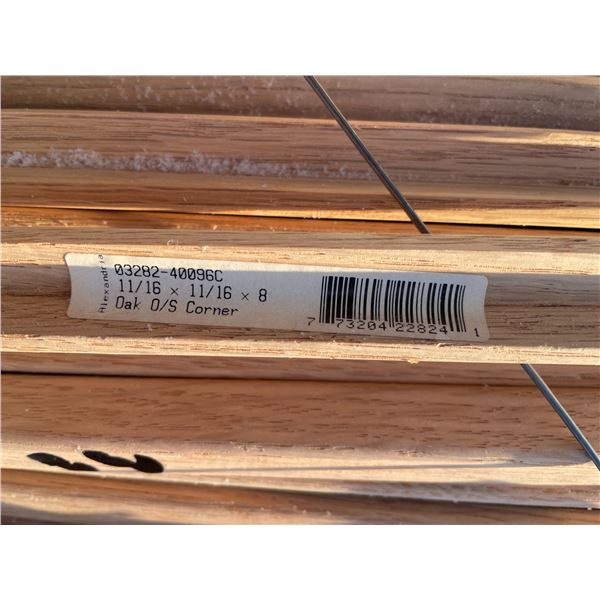 Alexandria
03282-40096C
11/16 x 11/16 x 8
Oak O/S Corner
7 73204 22824 1